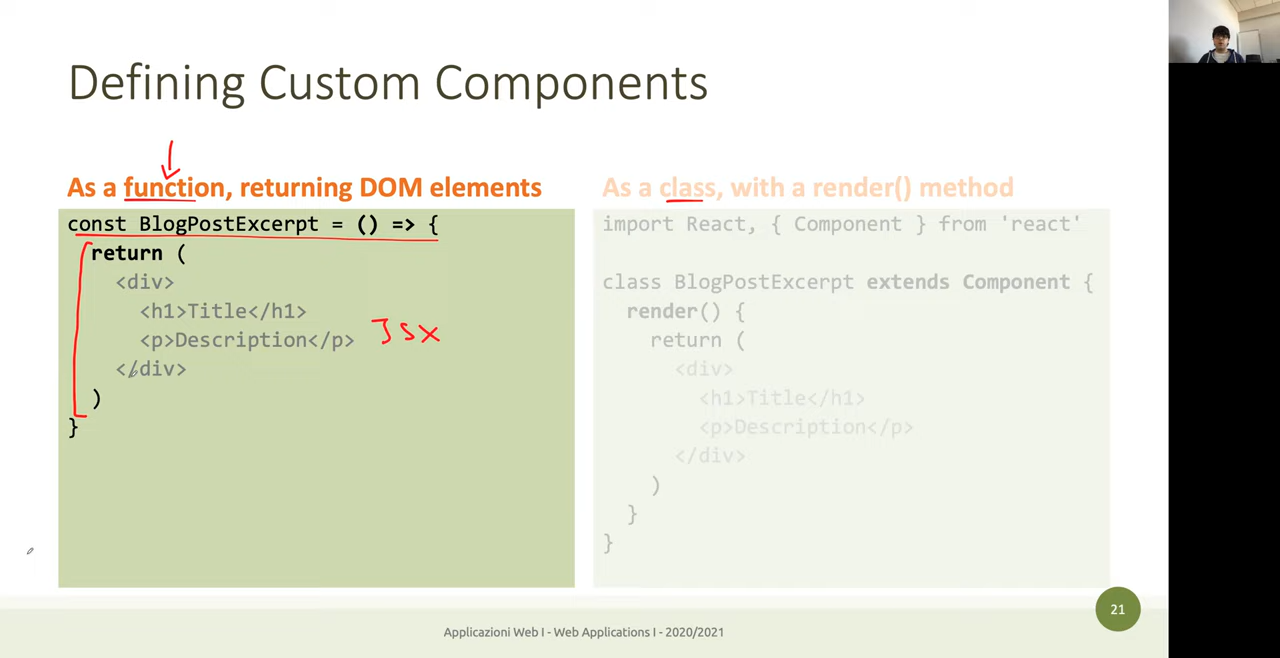 Defining Custom Components
As a function, returning DOM elements
const BlogPostExcerpt = () => {
return (
<div>
<h1>Title</h1>
<p>Description</p>
JSX
</div>
)
}
As a class, with a render() method
import React, { Component } from 'react'
class BlogPostExcerpt extends Component {
render() {
return (
<div>
<h1>Title</h1>
<p>Description</p>
</div>
)
}
}
21
Applicazioni Web I - Web Applications I - 2020/2021